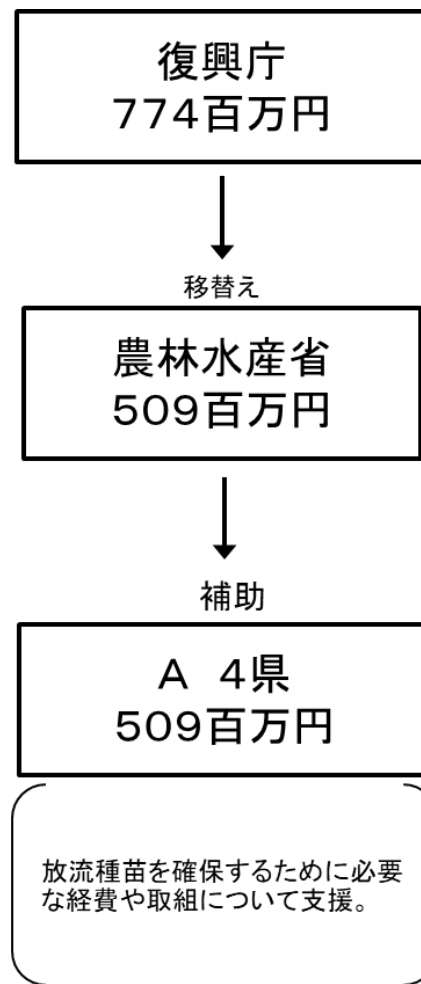 復興庁
７７４百万円
移替え
農林水産省
５０９百万円
補助
Ａ　４県
５０９百万円
放流種苗を確保するために必要
な経費や取組について支援。